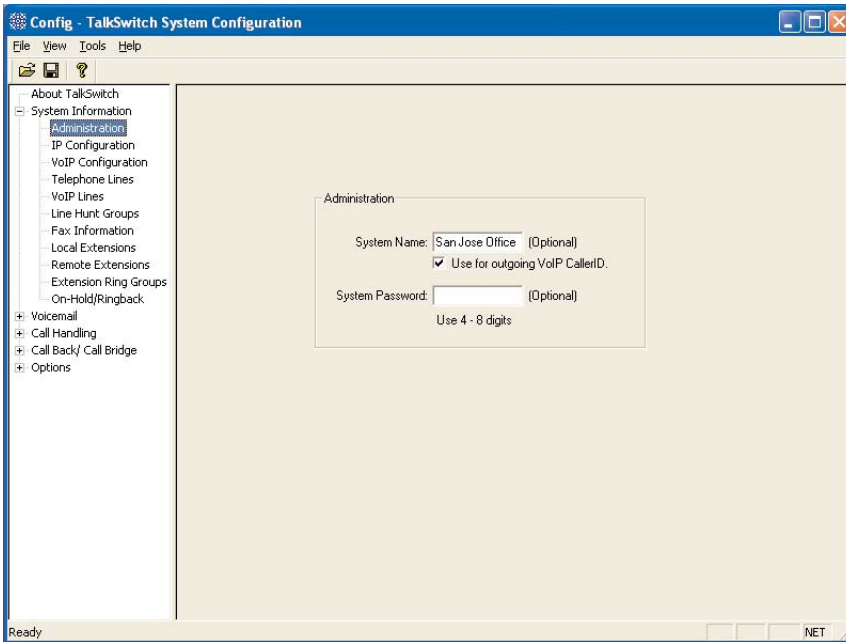 Config - TalkSwitch System Configuration
File View Tools Help
About TalkSwitch
System Information
Administration
IP Configuration
VoIP Configuration
Telephone Lines
VoIP Lines
Line Hunt Groups
Fax Information
Local Extensions
Remote Extensions
Extension Ring Groups
On-Hold/Ringback
Voicemail
Call Handling
Call Back/ Call Bridge
Options
Administration
System Name: San Jose Office (Optional)
Use for outgoing VoIP CallerID.
System Password: (Optional)
Use 4 - 8 digits
Ready NET